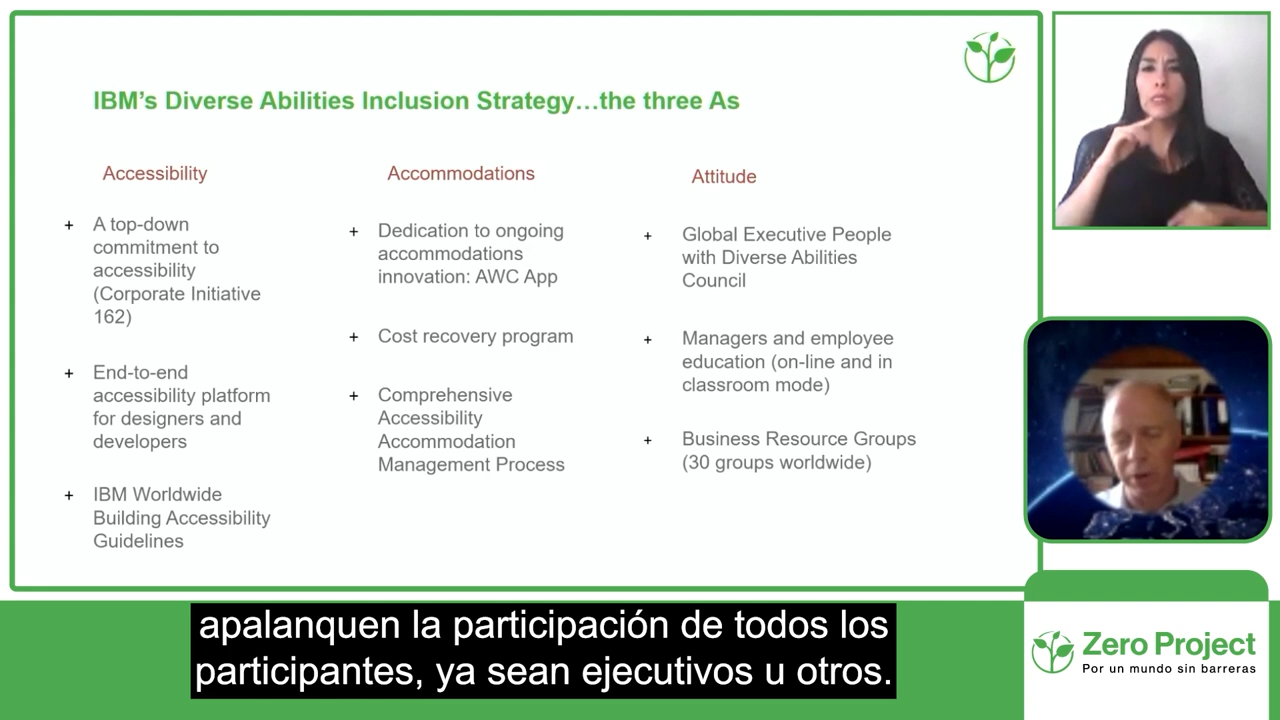 IBM’s Diverse Abilities Inclusion Strategy…the three As
Accessibility
+ A top-down
commitment to
accessibility
(Corporate Initiative
162)
+ End-to-end
accessibility platform
for designers and
developers
+ IBM Worldwide
Building Accessibility
Guidelines
Accommodations
+ Dedication to ongoing
accommodations
innovation: AWC App
+ Cost recovery program
+ Comprehensive
Accessibility
Accommodation
Management Process
Attitude
+ Global Executive People
with Diverse Abilities
Council
+ Managers and employee
education (on-line and in
classroom mode)
+ Business Resource Groups
(30 groups worldwide)
apalanquen la participación de todos los
participantes, ya sean ejecutivos u otros.
Zero Project
Por un mundo sin barreras